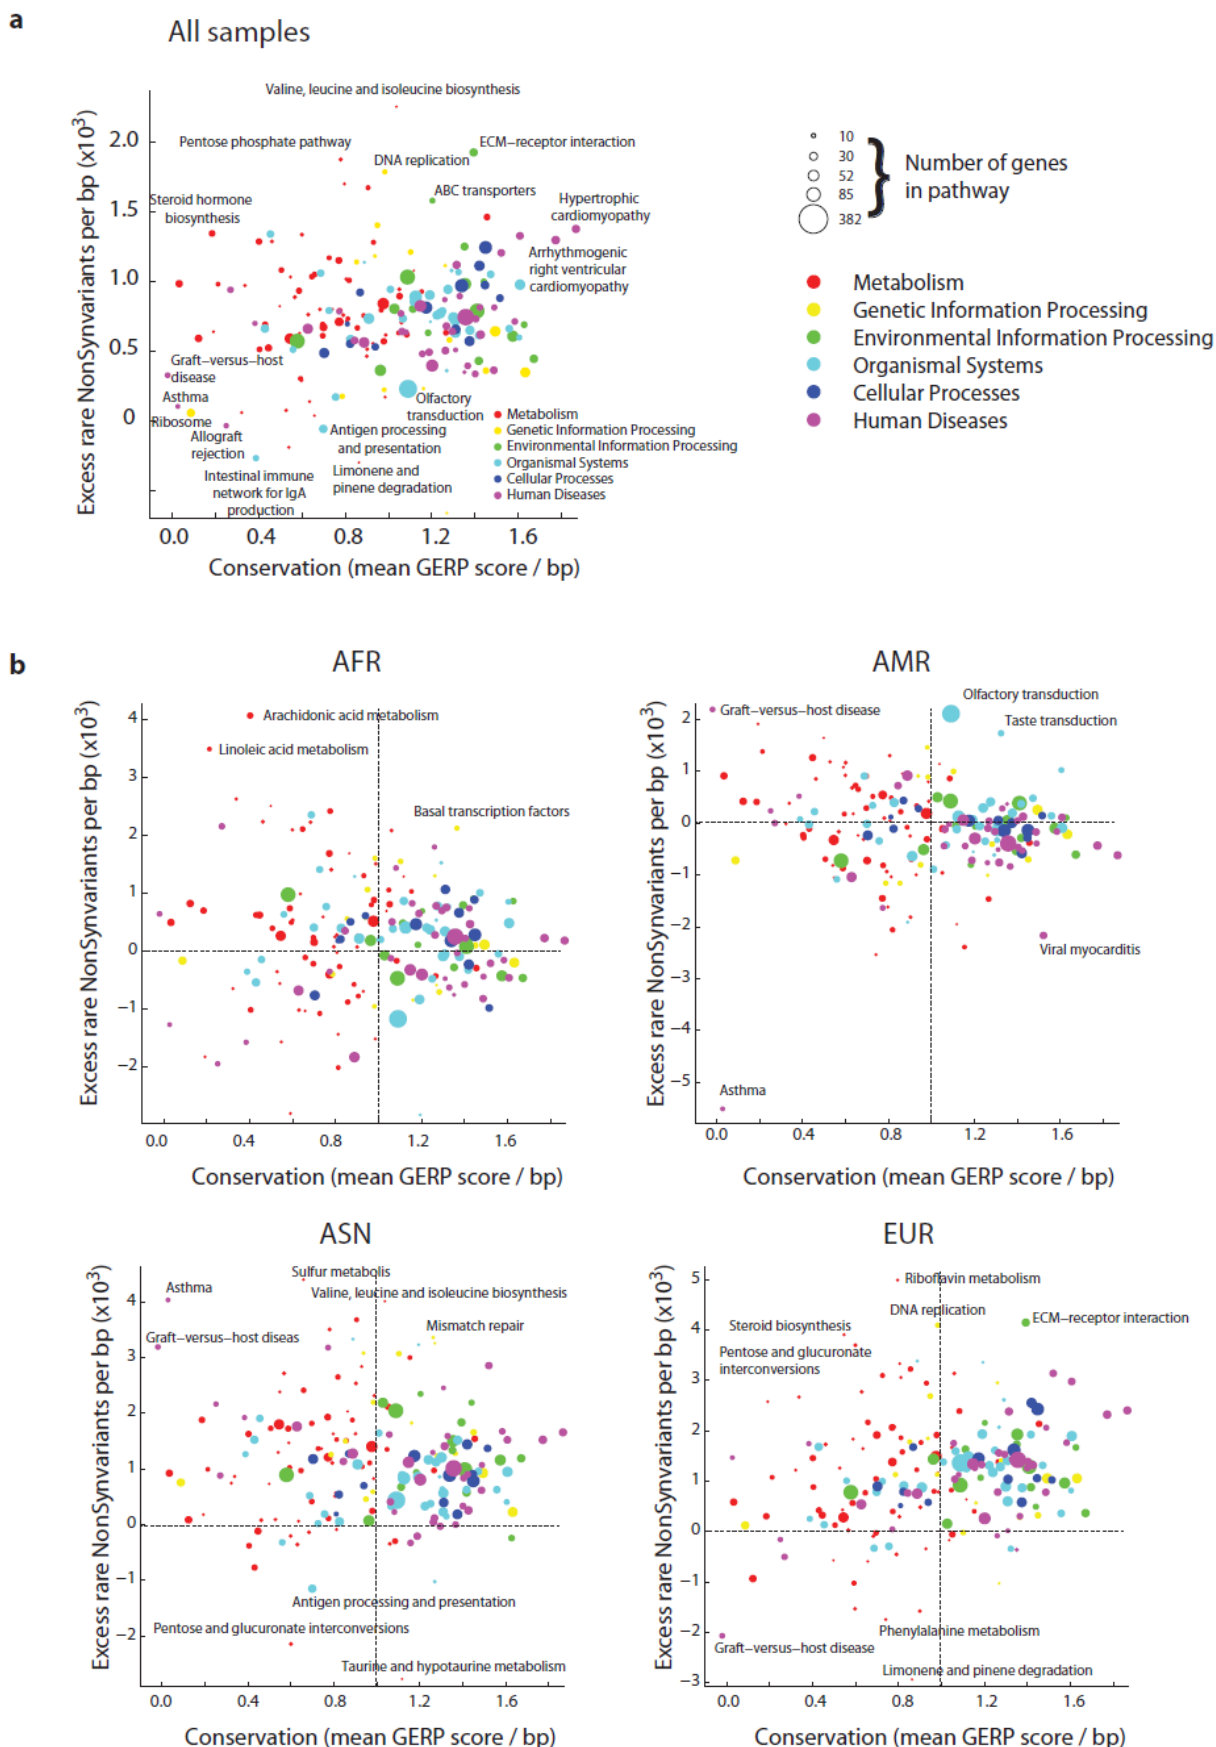 a
All samples
Excess rare NonSynvariants per bp (x10³)
2.0
1.5
1.0
0.5
0
Valine, leucine and isoleucine biosynthesis
Pentose phosphate pathway
ECM−receptor interaction
DNA replication
ABC transporters
Steroid hormone
biosynthesis
Hypertrophic
cardiomyopathy
Arrhythmogenic
right ventricular
cardiomyopathy
Graft−versus−host
disease
Asthma
Ribosome
Allograft
rejection
Intestinal immune
network for IgA
production
Antigen processing
and presentation
Limonene and
pinene degradation
Olfactory
transduction
Metabolism
Genetic Information Processing
Environmental Information Processing
Organismal Systems
Cellular Processes
Human Diseases
0.0 0.4 0.8 1.2 1.6
Conservation (mean GERP score / bp)
10
30
52
85
382
Number of genes
in pathway
Metabolism
Genetic Information Processing
Environmental Information Processing
Organismal Systems
Cellular Processes
Human Diseases
b
AFR
Excess rare NonSynvariants per bp (x10³)
4
3
2
1
0
−1
−2
Arachidonic acid metabolism
Linoleic acid metabolism
Basal transcription factors
0.0 0.4 0.8 1.2 1.6
Conservation (mean GERP score / bp)
AMR
Excess rare NonSynvariants per bp (x10³)
2
1
0
−1
−2
−3
−4
−5
Olfactory transduction
Graft−versus−host disease
Taste transduction
Viral myocarditis
Asthma
0.0 0.4 0.8 1.2 1.6
Conservation (mean GERP score / bp)
ASN
Excess rare NonSynvariants per bp (x10³)
4
3
2
1
0
−1
−2
Sulfur metabolis
Asthma
Valine, leucine and isoleucine biosynthesis
Graft−versus−host diseas
Mismatch repair
Antigen processing and presentation
Pentose and glucuronate interconversions
Taurine and hypotaurine metabolism
0.0 0.4 0.8 1.2 1.6
Conservation (mean GERP score / bp)
EUR
Excess rare NonSynvariants per bp (x10³)
5
4
3
2
1
0
−1
−2
−3
Riboflavin metabolism
DNA replication
ECM−receptor interaction
Steroid biosynthesis
Pentose and glucuronate
interconversions
Phenylalanine metabolism
Graft−versus−host disease
Limonene and pinene degradation
0.0 0.4 0.8 1.2 1.6
Conservation (mean GERP score / bp)